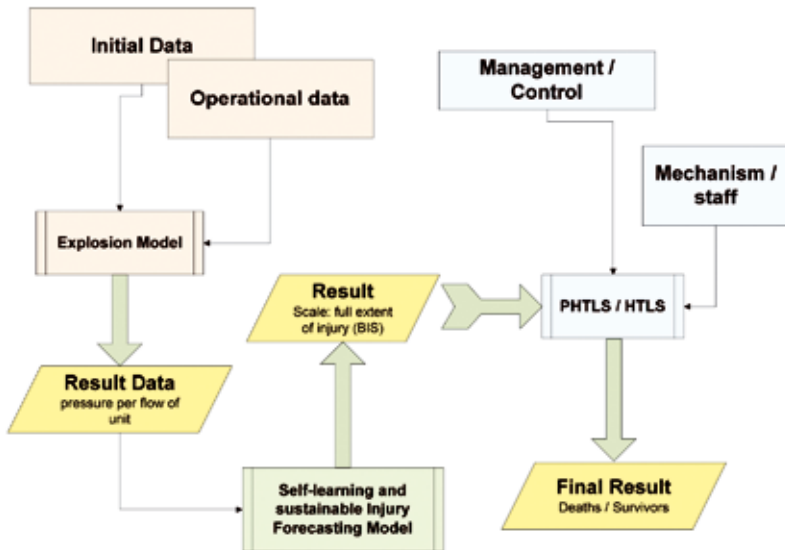 Initial Data
Operational data
Explosion Model
Result Data
pressure per flow of
unit
Self-learning and
sustainable Injury
Forecasting Model
Result
Scale: full extent
of injury (BIS)
Management /
Control
Mechanism /
staff
PHTLS / HTLS
Final Result
Deaths / Survivors